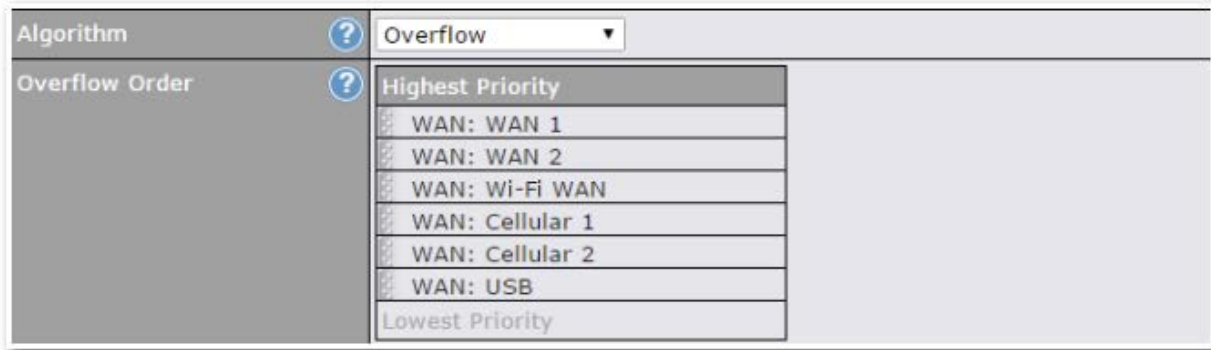 Algorithm ? Overflow
Overflow Order ? Highest Priority
WAN: WAN 1
WAN: WAN 2
WAN: Wi-Fi WAN
WAN: Cellular 1
WAN: Cellular 2
WAN: USB
Lowest Priority